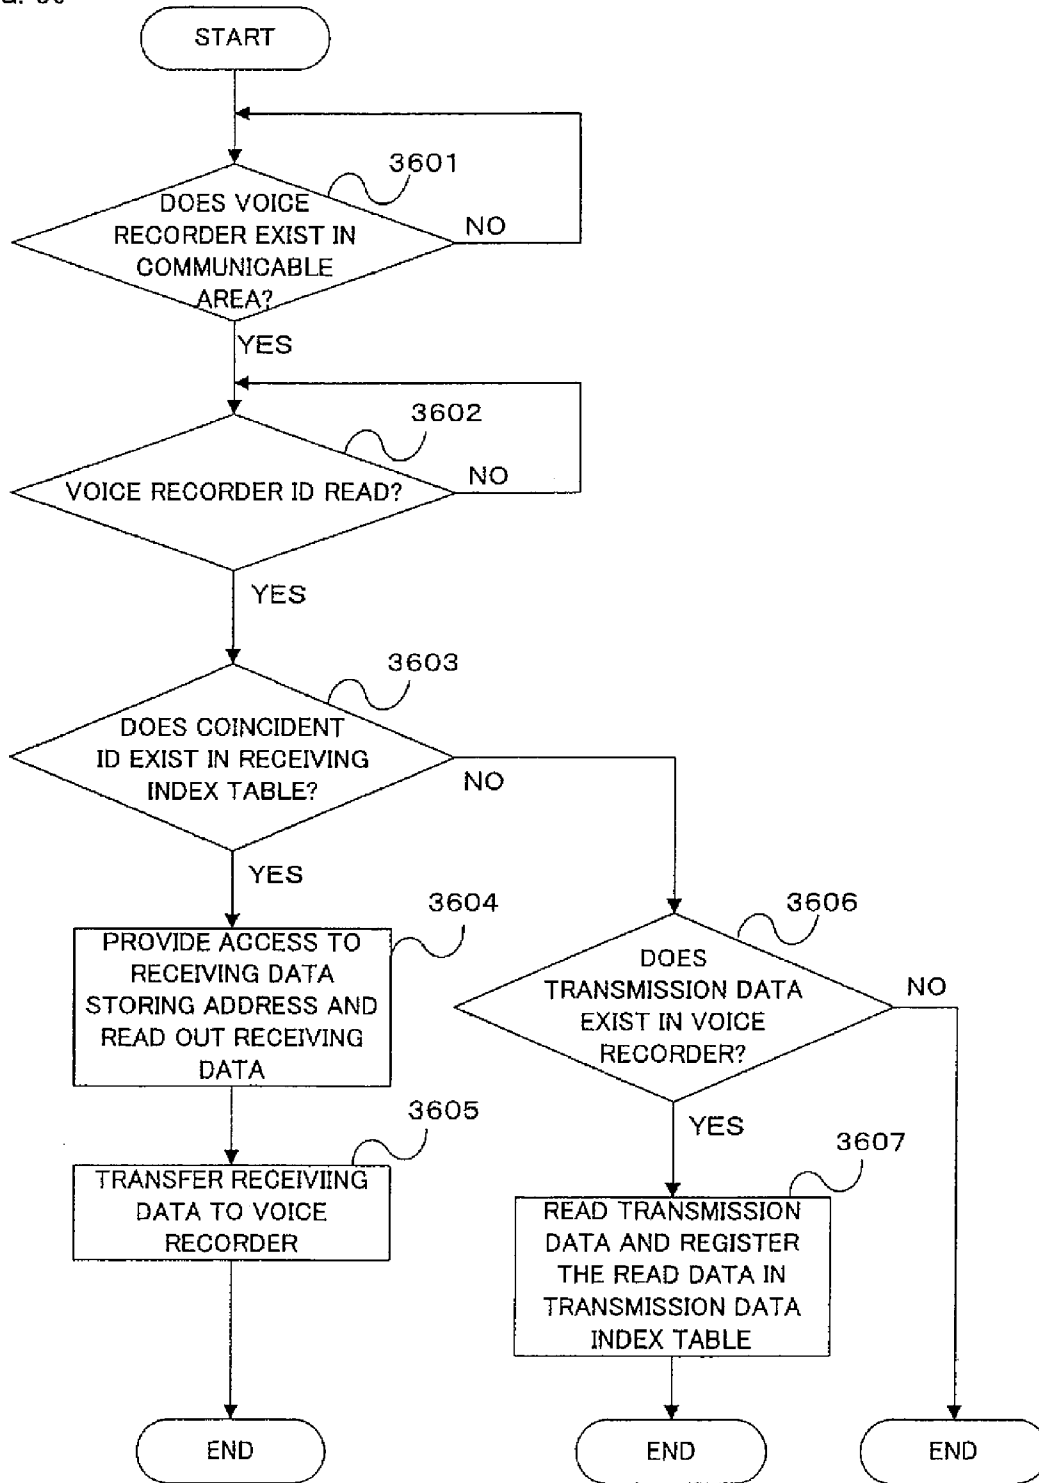 START
3601
DOES VOICE
RECORDER EXIST IN
COMMUNICABLE
AREA?
NO
YES
3602
VOICE RECORDER ID READ?
NO
YES
3603
DOES COINCIDENT
ID EXIST IN RECEIVING
INDEX TABLE?
NO
YES
3604
PROVIDE ACCESS TO
RECEIVING DATA
STORING ADDRESS AND
READ OUT RECEIVING
DATA
3605
TRANSFER RECEIVIING
DATA TO VOICE
RECORDER
END
3606
DOES
TRANSMISSION DATA
EXIST IN VOICE
RECORDER?
NO
YES
3607
READ TRANSMISSION
DATA AND REGISTER
THE READ DATA IN
TRANSMISSION DATA
INDEX TABLE
END
END